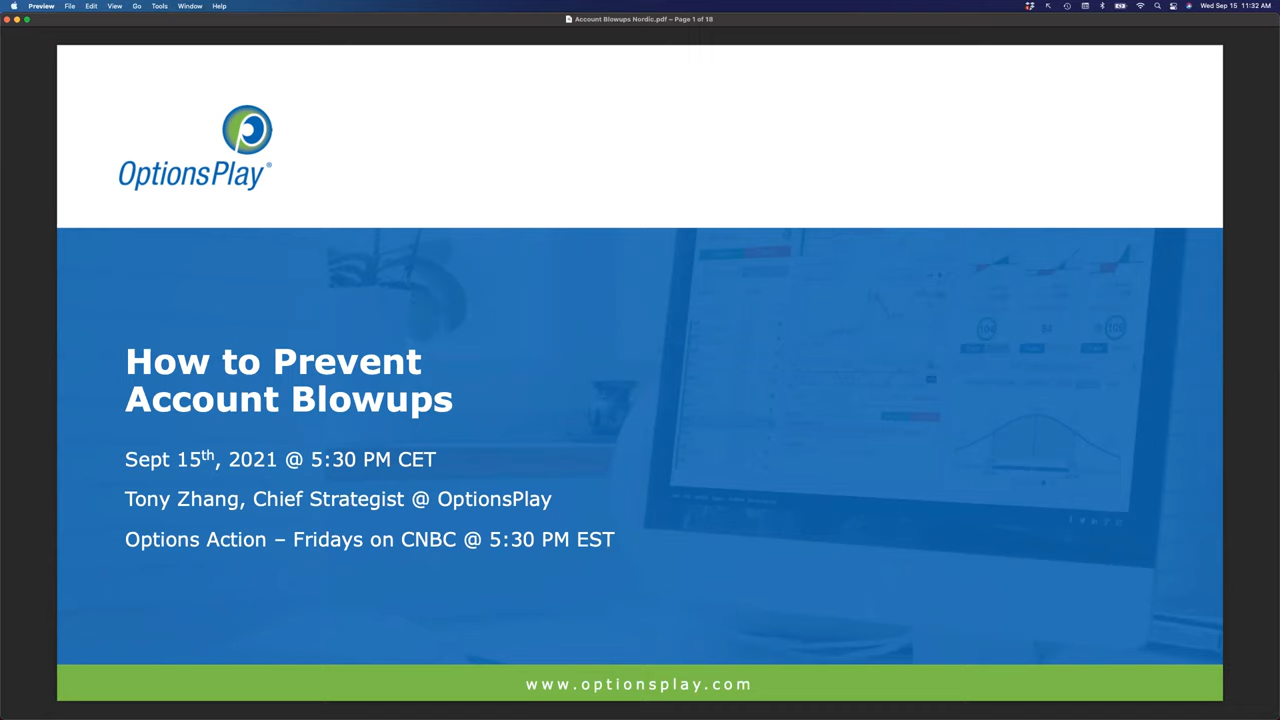 Preview File Edit View Go Tools Window Help
Wed Sep 15 11:32 AM
Account Blowups Nordic.pdf – Page 1 of 18
OptionsPlay®
How to Prevent
Account Blowups
Sept 15th, 2021 @ 5:30 PM CET
Tony Zhang, Chief Strategist @ OptionsPlay
Options Action – Fridays on CNBC @ 5:30 PM EST
106
84
www.optionsplay.com